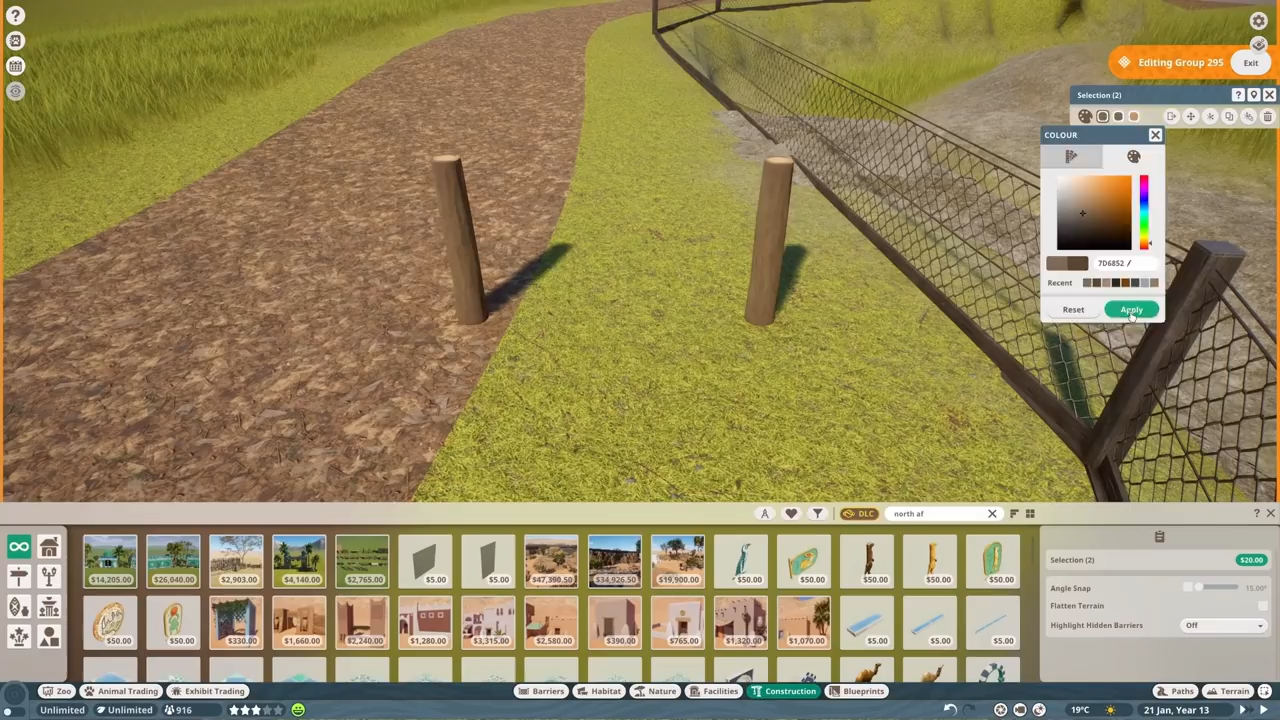 ?
Editing Group 295
Exit
Selection (2)
?
COLOUR
7D6852 /
Recent
Reset
Apply
DLC
north af
?
$14,205.00
$26,040.00
$2,903.00
$4,140.00
$2,765.00
$5.00
$5.00
$47,390.50
$34,926.50
$19,900.00
$50.00
$50.00
$50.00
$50.00
$50.00
Selection (2)
$20.00
Angle Snap
15.00°
Flatten Terrain
Highlight Hidden Barriers
Off
$50.00
$50.00
$330.00
$1,660.00
$2,240.00
$1,280.00
$3,315.00
$2,580.00
$390.00
$765.00
$1,320.00
$1,070.00
$5.00
$5.00
$5.00
Zoo
Animal Trading
Exhibit Trading
Barriers
Habitat
Nature
Facilities
Construction
Blueprints
Paths
Terrain
Unlimited
Unlimited
916
19°C
21 Jan, Year 13